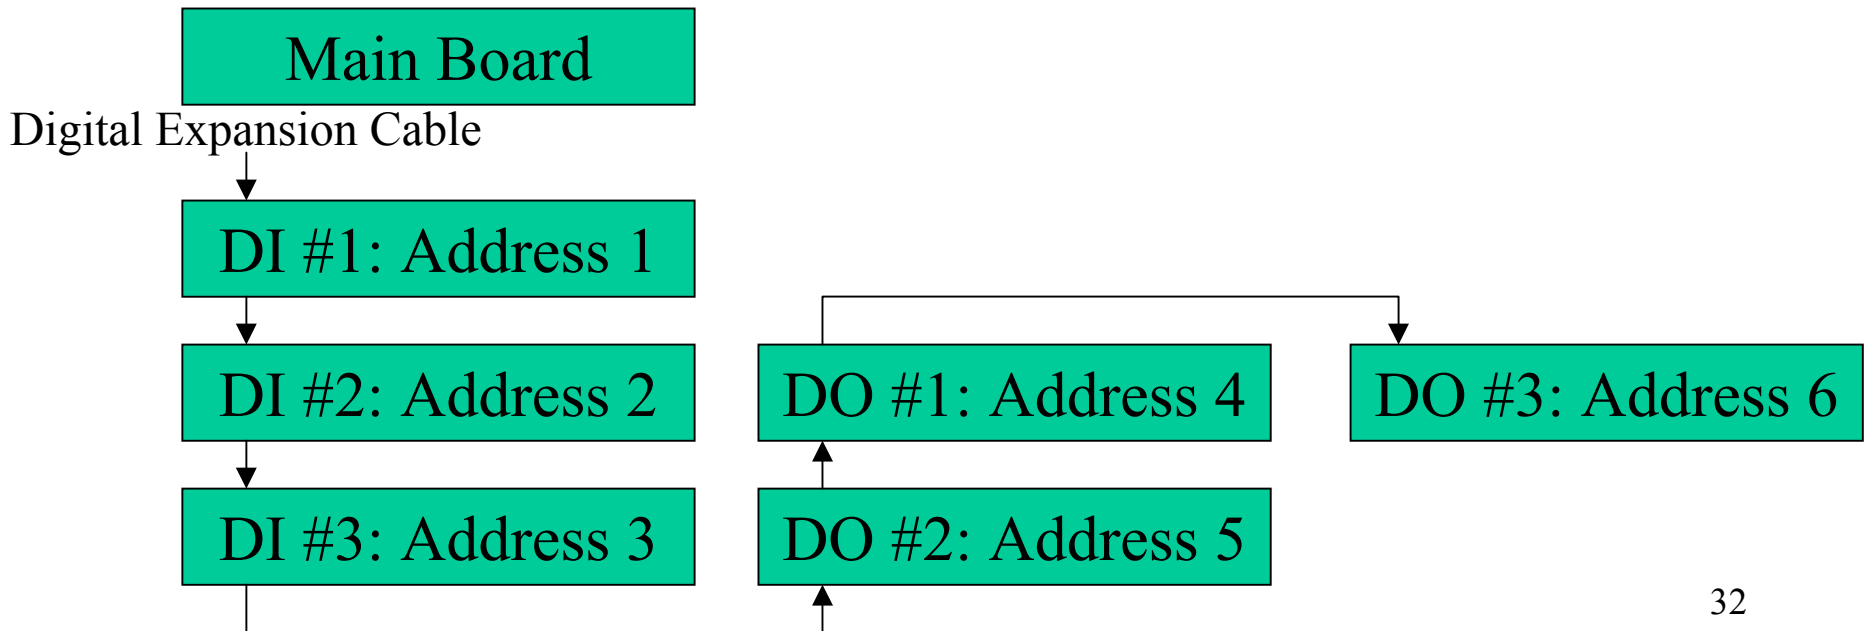 Main Board
Digital Expansion Cable
DI #1: Address 1
DI #2: Address 2
DO #1: Address 4
DO #3: Address 6
DI #3: Address 3
DO #2: Address 5
32